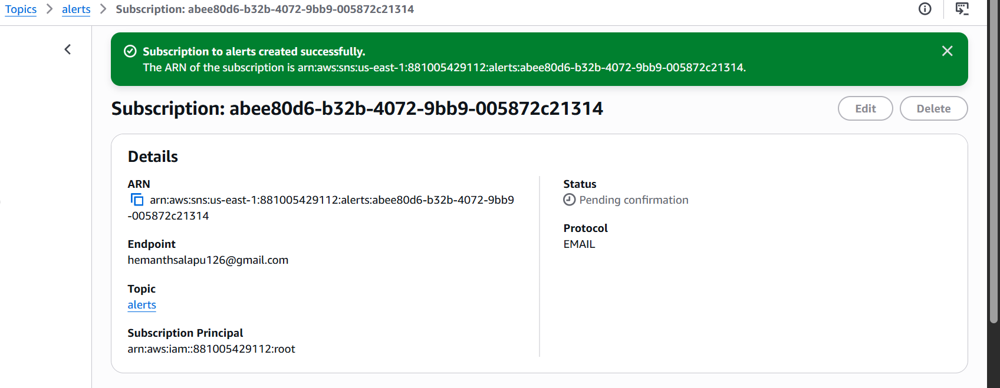 Topics > alerts > Subscription: abee80d6-b32b-4072-9bb9-005872c21314
Subscription to alerts created successfully.
The ARN of the subscription is arn:aws:sns:us-east-1:881005429112:alerts:abee80d6-b32b-4072-9bb9-005872c21314.
Subscription: abee80d6-b32b-4072-9bb9-005872c21314
Edit
Delete
Details
ARN
arn:aws:sns:us-east-1:881005429112:alerts:abee80d6-b32b-4072-9bb9
-005872c21314
Endpoint
hemanthsalapu126@gmail.com
Topic
alerts
Subscription Principal
arn:aws:iam::881005429112:root
Status
Pending confirmation
Protocol
EMAIL